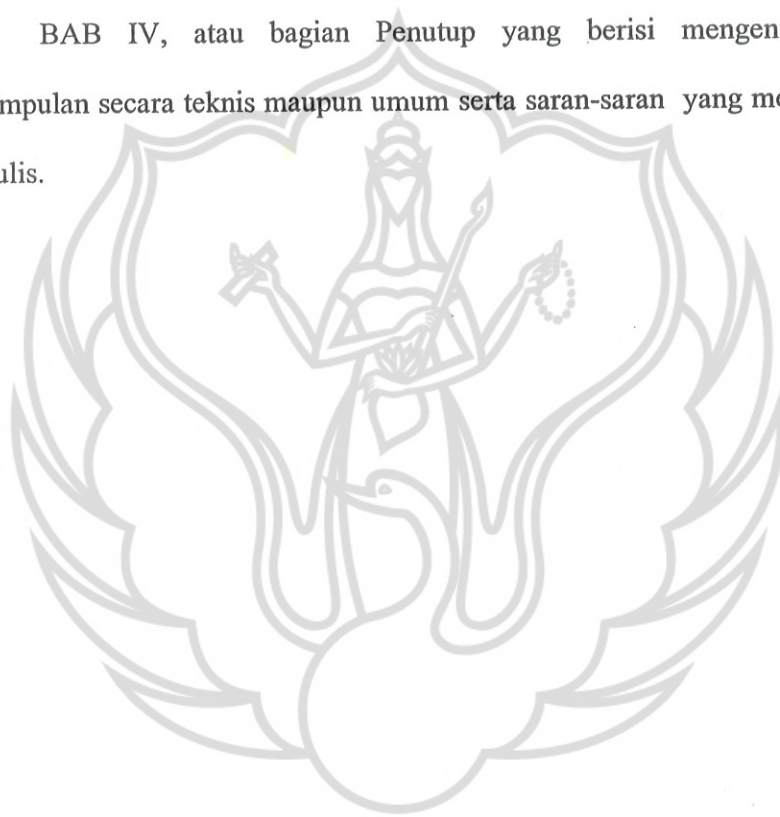 BAB IV, atau bagian Penutup yang berisi mengen
mpulan secara teknis maupun umum serta saran-saran yang me
ulis.